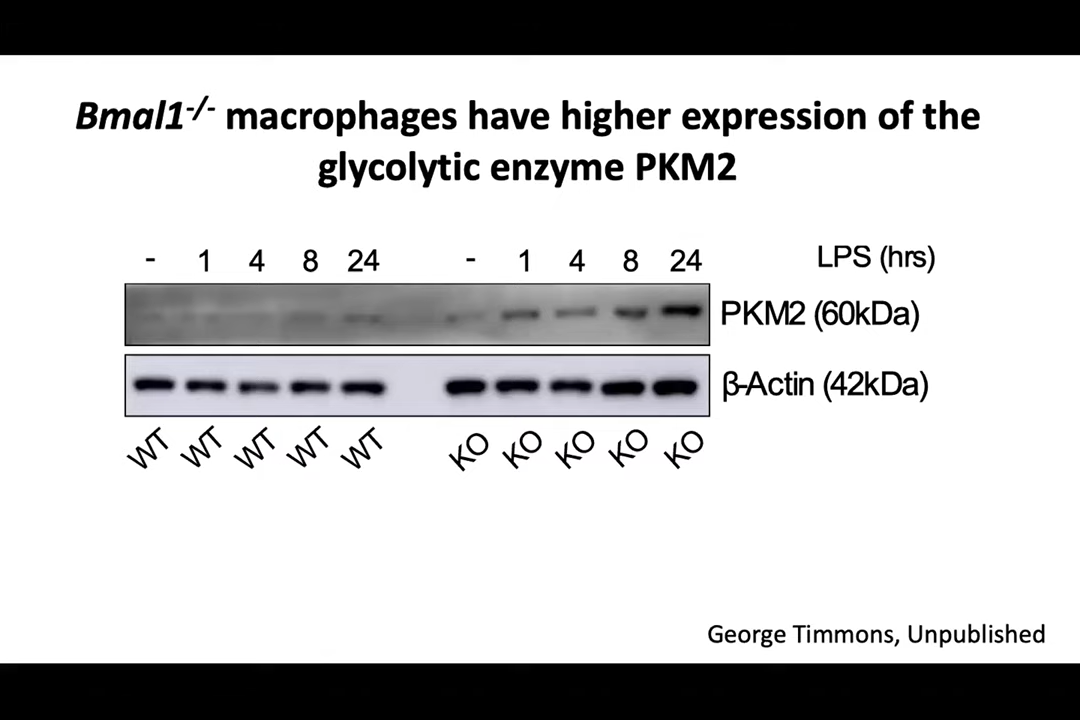 Bmal1-/- macrophages have higher expression of the
glycolytic enzyme PKM2
- 1 4 8 24 - 1 4 8 24 LPS (hrs)
PKM2 (60kDa)
β-Actin (42kDa)
WT WT WT WT WT KO KO KO KO KO
George Timmons, Unpublished